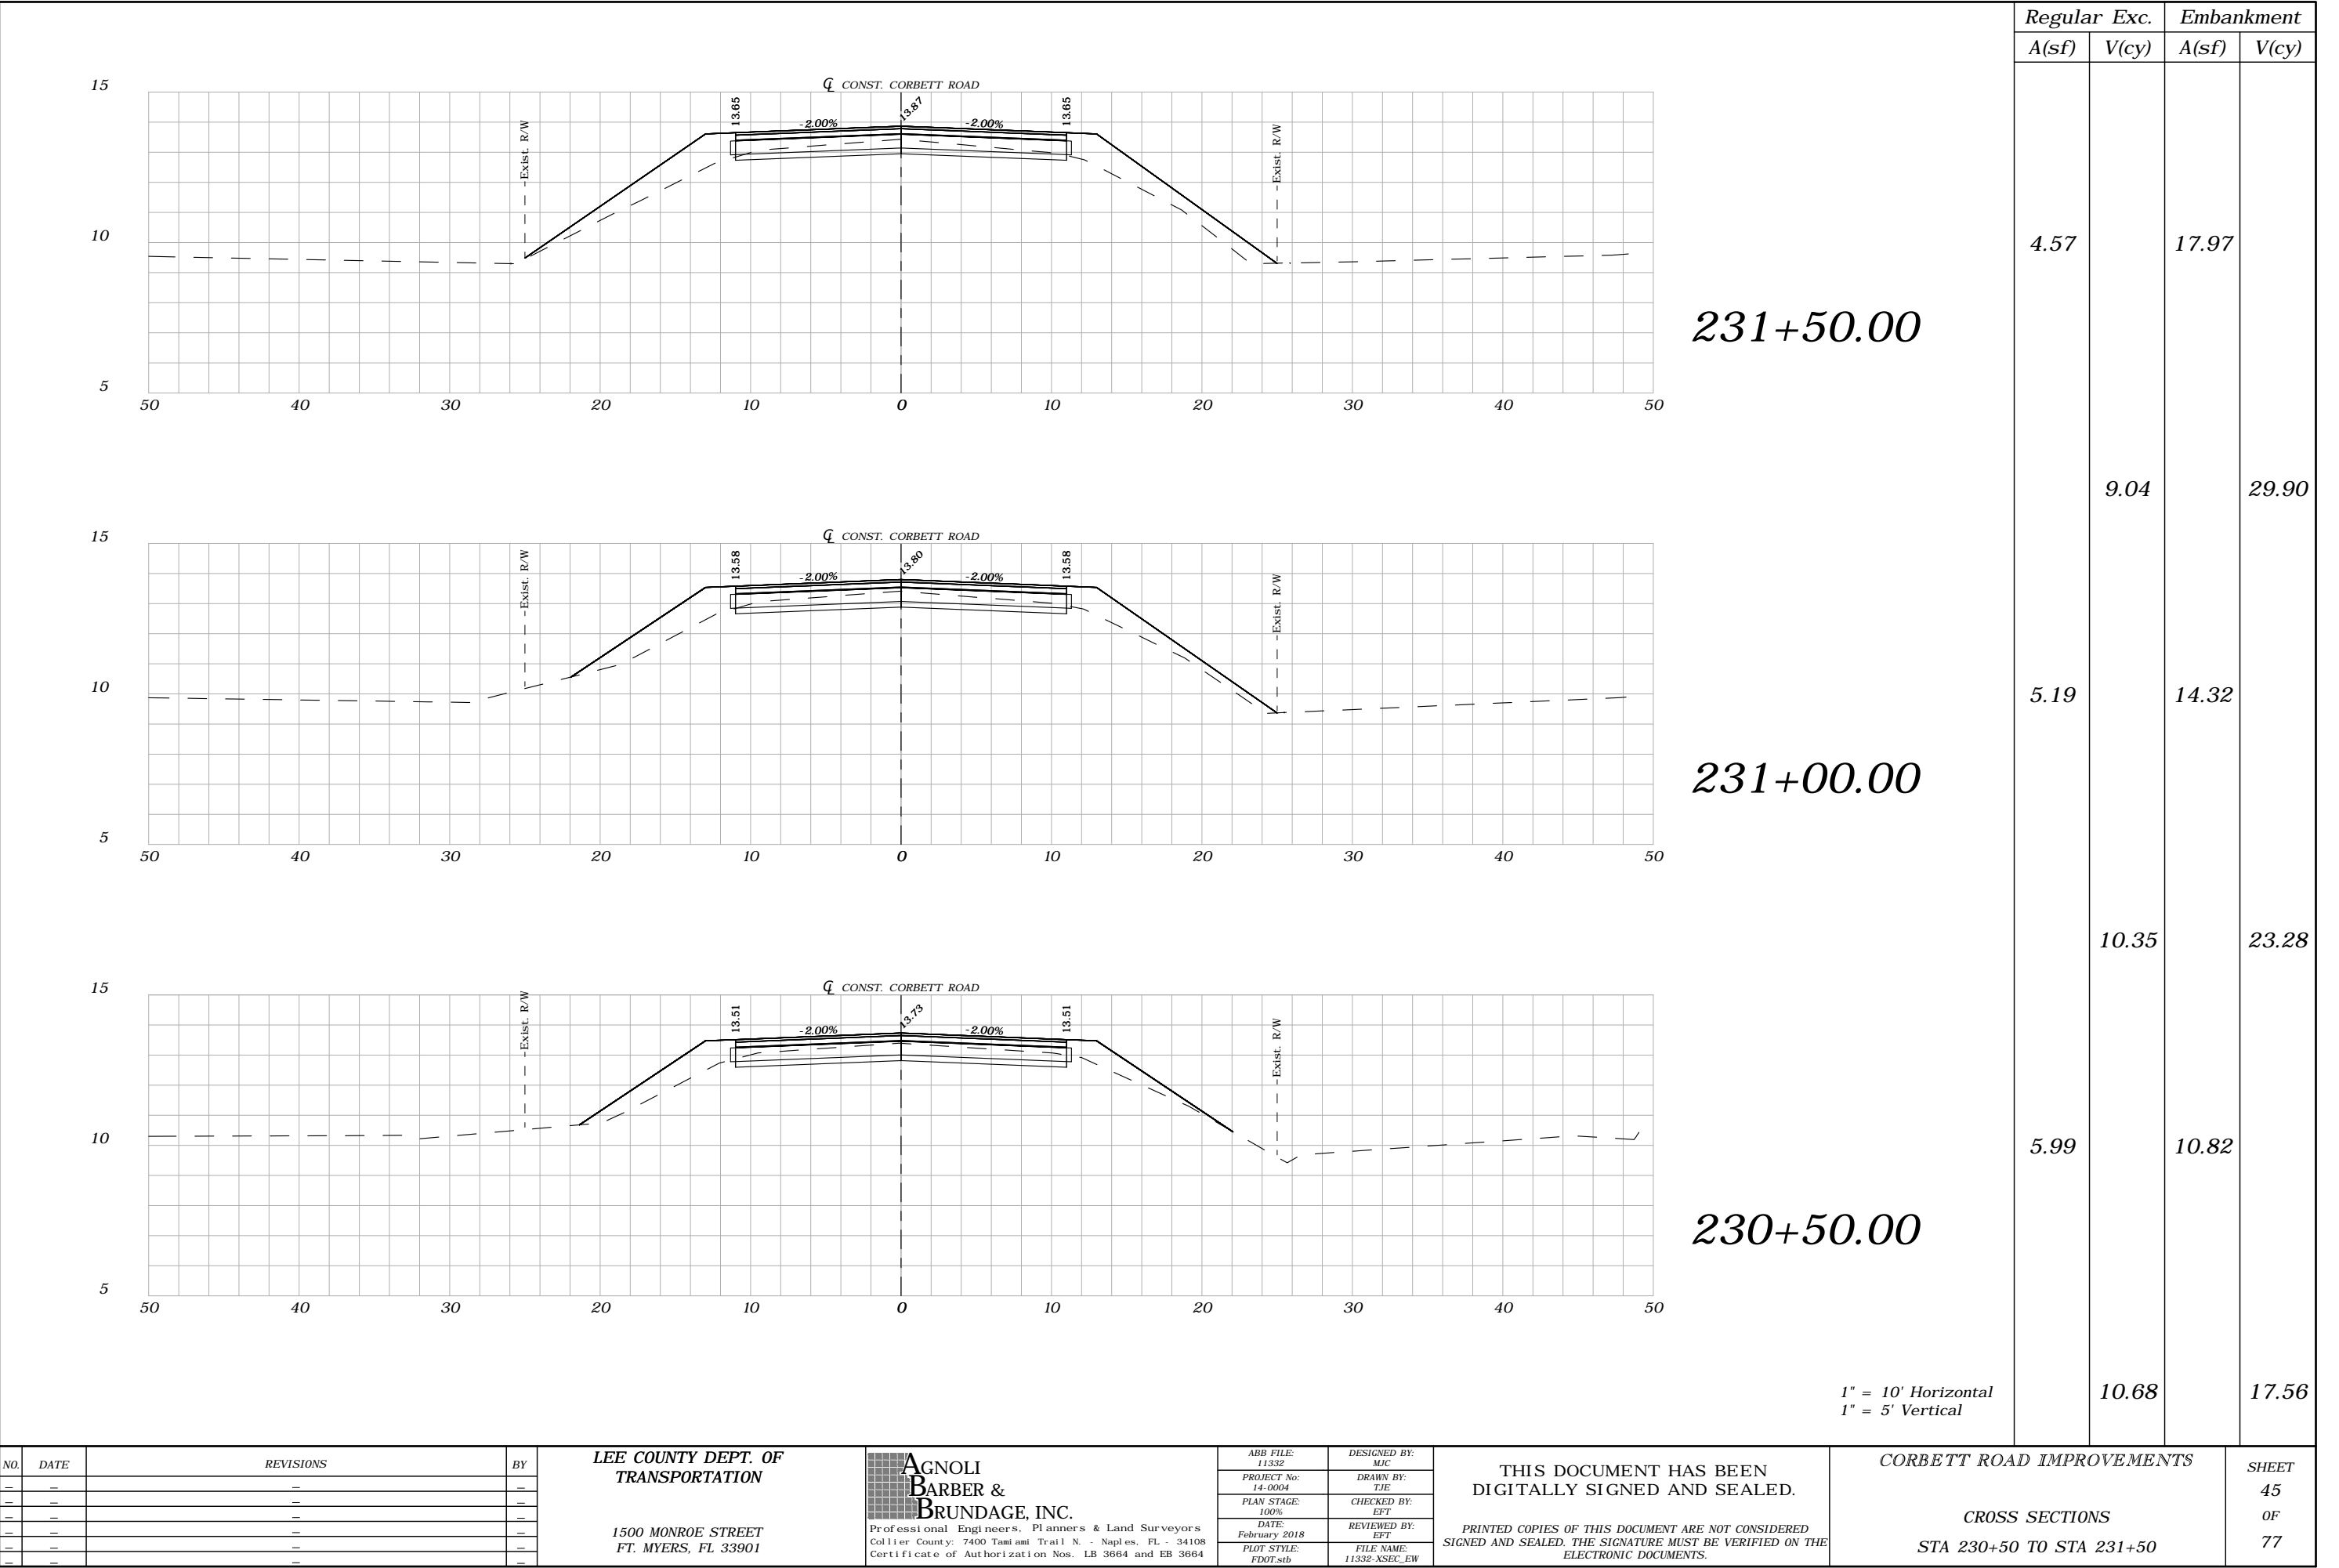 Regular Exc. Embankment
A(sf) V(cy) A(sf) V(cy)
℄ CONST. CORBETT ROAD
15
10
5
Exist. R/W
13.65
-2.00%
13.87
-2.00%
13.65
Exist. R/W
50 40 30 20 10 0 10 20 30 40 50
231+50.00
4.57 17.97
9.04 29.90
℄ CONST. CORBETT ROAD
15
10
5
Exist. R/W
13.58
-2.00%
13.80
-2.00%
13.58
Exist. R/W
50 40 30 20 10 0 10 20 30 40 50
231+00.00
5.19 14.32
10.35 23.28
℄ CONST. CORBETT ROAD
15
10
5
Exist. R/W
13.51
-2.00%
13.73
-2.00%
13.51
Exist. R/W
50 40 30 20 10 0 10 20 30 40 50
230+50.00
5.99 10.82
1" = 10' Horizontal
1" = 5' Vertical
10.68 17.56
NO. DATE REVISIONS BY
– – – –
– – – –
– – – –
– – – –
– – – –
– – – –
LEE COUNTY DEPT. OF
TRANSPORTATION
1500 MONROE STREET
FT. MYERS, FL 33901
AGNOLI
BARBER &
BRUNDAGE, INC.
Professional Engineers, Planners & Land Surveyors
Collier County: 7400 Tamiami Trail N. - Naples, FL - 34108
Certificate of Authorization Nos. LB 3664 and EB 3664
ABB FILE:
11332
DESIGNED BY:
MJC
PROJECT No:
14-0004
DRAWN BY:
TJE
PLAN STAGE:
100%
CHECKED BY:
EFT
DATE:
February 2018
REVIEWED BY:
EFT
PLOT STYLE:
FDOT.stb
FILE NAME:
11332-XSEC_EW
THIS DOCUMENT HAS BEEN
DIGITALLY SIGNED AND SEALED.
PRINTED COPIES OF THIS DOCUMENT ARE NOT CONSIDERED
SIGNED AND SEALED. THE SIGNATURE MUST BE VERIFIED ON THE
ELECTRONIC DOCUMENTS.
CORBETT ROAD IMPROVEMENTS
CROSS SECTIONS
STA 230+50 TO STA 231+50
SHEET
45
OF
77